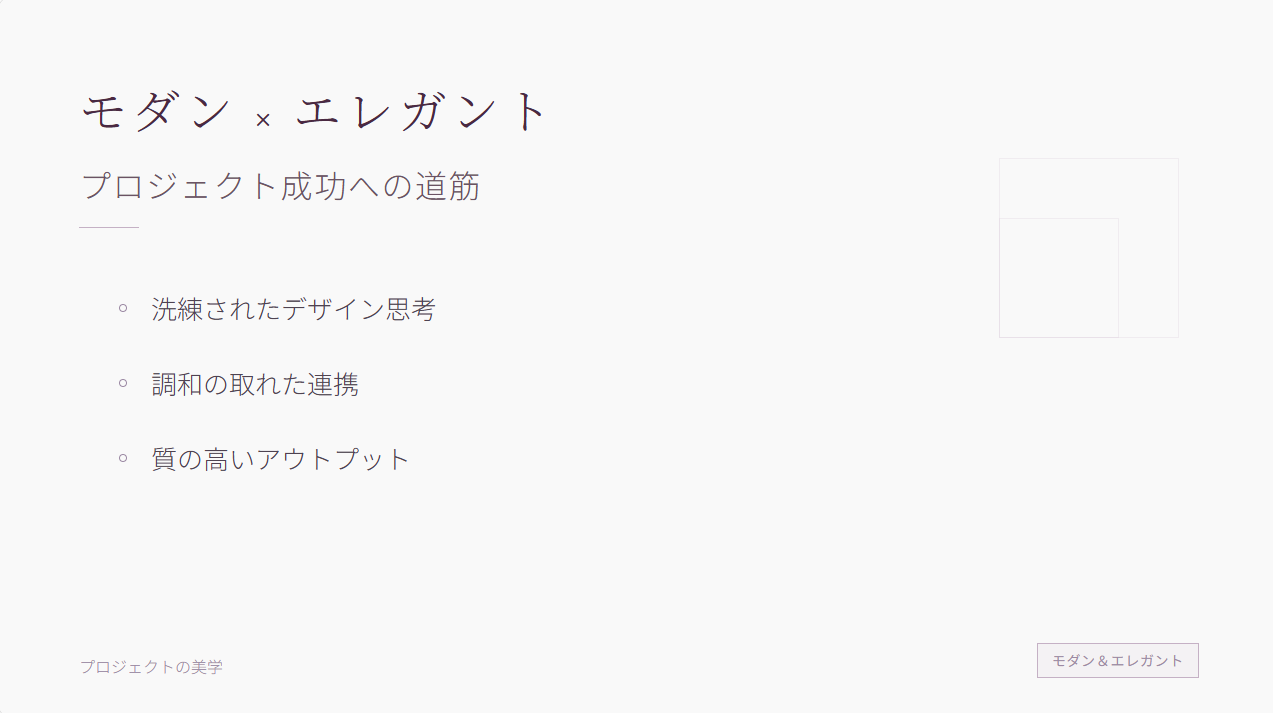 モダン × エレガント
プロジェクト成功への道筋
洗練されたデザイン思考
調和の取れた連携
質の高いアウトプット
プロジェクトの美学
モダン＆エレガント